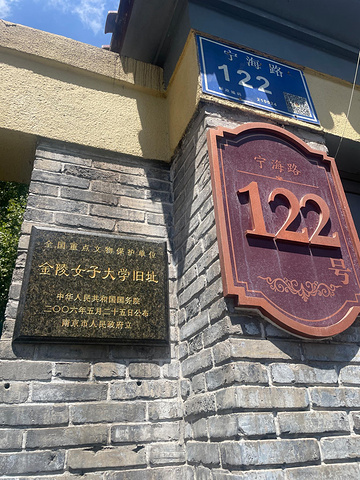 宁海路
122
全国重点文物保护单位
金陵女子大学旧址
中华人民共和国国务院
二〇〇六年五月二十五日公布
南京市人民政府立
宁海路
122号